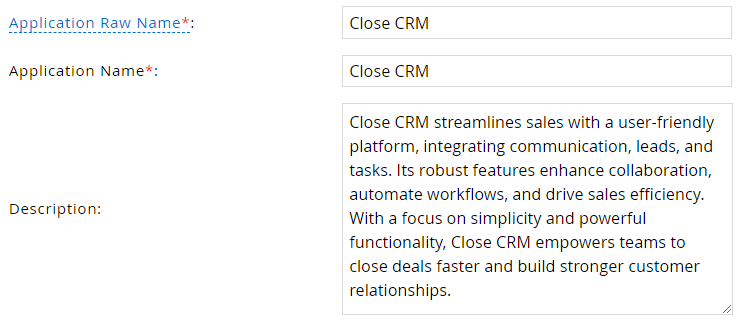 Application Raw Name*: Close CRM
Application Name*: Close CRM
Description:
Close CRM streamlines sales with a user-friendly
platform, integrating communication, leads, and
tasks. Its robust features enhance collaboration,
automate workflows, and drive sales efficiency.
With a focus on simplicity and powerful
functionality, Close CRM empowers teams to
close deals faster and build stronger customer
relationships.